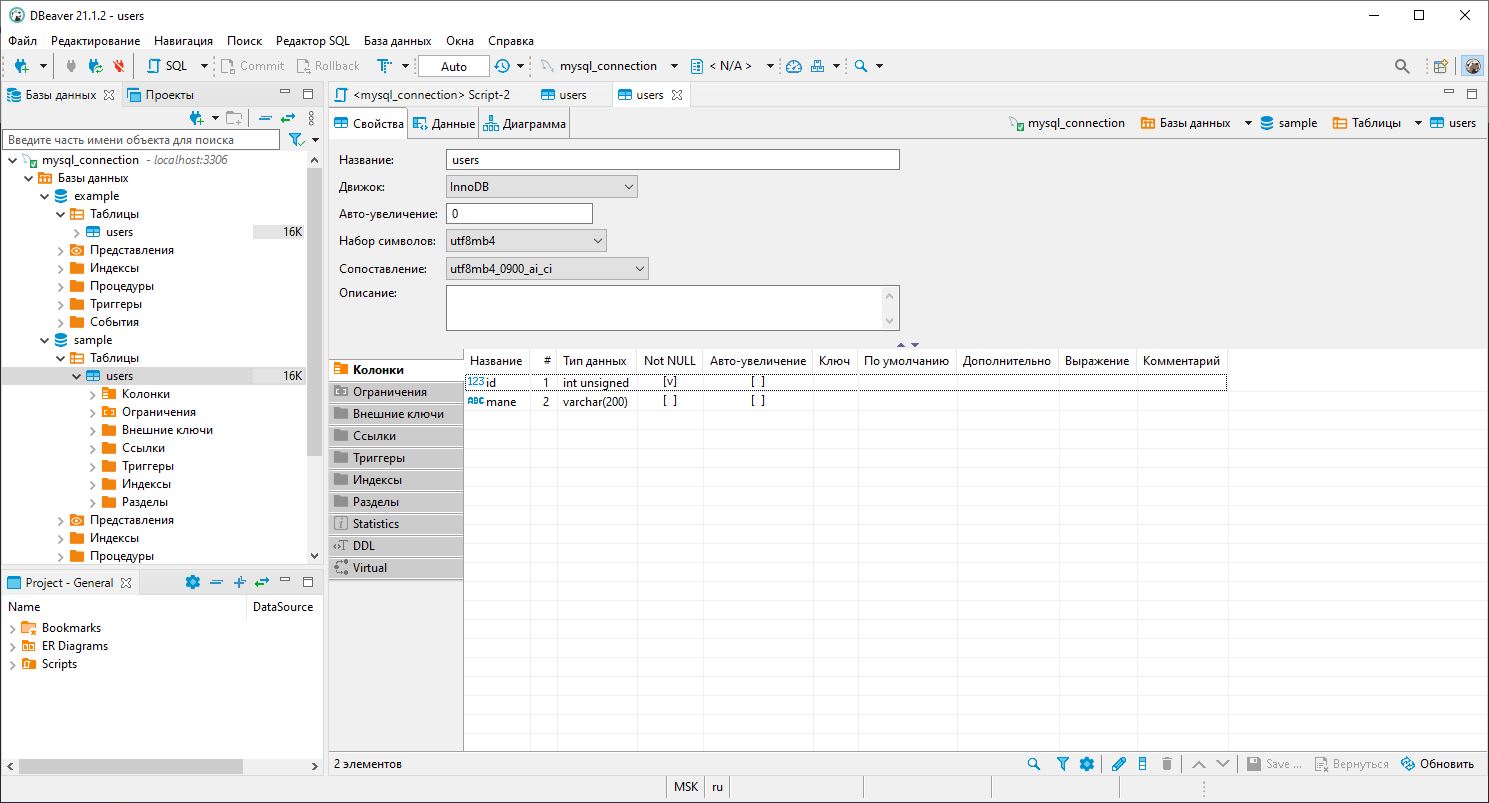 DBeaver 21.1.2 - users
Файл Редактирование Навигация Поиск Редактор SQL База данных Окна Справка
SQL Commit Rollback Auto mysql_connection < N/A >
Базы данных Проекты
<mysql_connection> Script-2 users users
Введите часть имени объекта для поиска
mysql_connection - localhost:3306
Базы данных
example
Таблицы
users 16K
Представления
Индексы
Процедуры
Триггеры
События
sample
Таблицы
users 16K
Колонки
Ограничения
Внешние ключи
Ссылки
Триггеры
Индексы
Разделы
Представления
Индексы
Процедуры
Project - General
Name DataSource
Bookmarks
ER Diagrams
Scripts
Свойства Данные Диаграмма mysql_connection Базы данных sample Таблицы users
Название: users
Движок: InnoDB
Авто-увеличение: 0
Набор символов: utf8mb4
Сопоставление: utf8mb4_0900_ai_ci
Описание:
Колонки
Ограничения
Внешние ключи
Ссылки
Триггеры
Индексы
Разделы
Statistics
DDL
Virtual
Название # Тип данных Not NULL Авто-увеличение Ключ По умолчанию Дополнительно Выражение Комментарий
123 id 1 int unsigned [v] [ ]
ABC mane 2 varchar(200) [ ] [ ]
2 элементов Save ... Вернуться Обновить
MSK ru